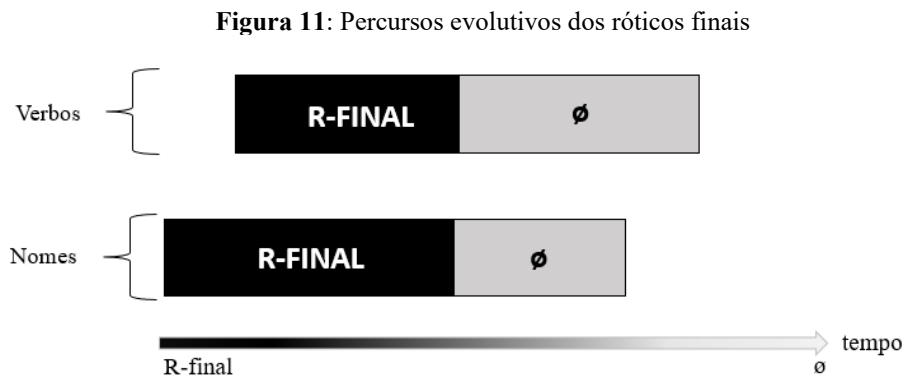 Figura 11: Percursos evolutivos dos róticos finais
Verbos
R-FINAL
ø
Nomes
R-FINAL
ø
tempo
R-final
ø